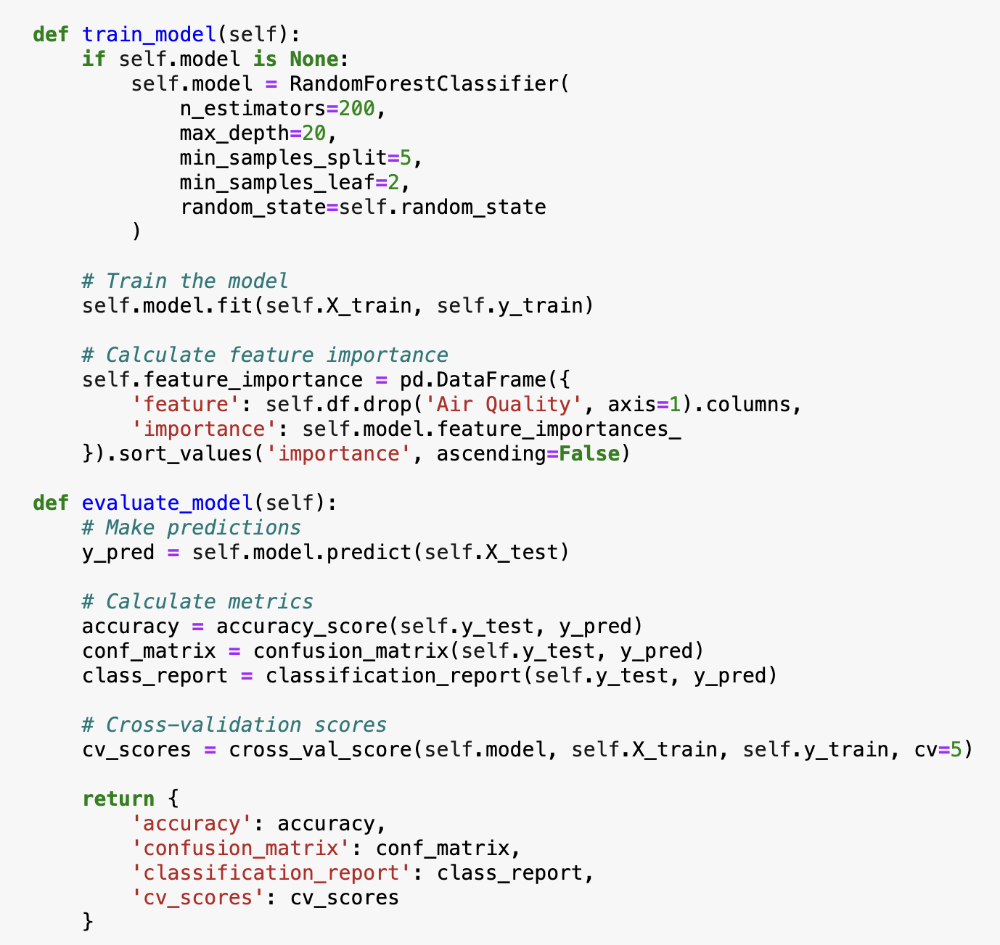 def train_model(self):
    if self.model is None:
        self.model = RandomForestClassifier(
            n_estimators=200,
            max_depth=20,
            min_samples_split=5,
            min_samples_leaf=2,
            random_state=self.random_state
        )

    # Train the model
    self.model.fit(self.X_train, self.y_train)

    # Calculate feature importance
    self.feature_importance = pd.DataFrame({
        'feature': self.df.drop('Air Quality', axis=1).columns,
        'importance': self.model.feature_importances_
    }).sort_values('importance', ascending=False)

def evaluate_model(self):
    # Make predictions
    y_pred = self.model.predict(self.X_test)

    # Calculate metrics
    accuracy = accuracy_score(self.y_test, y_pred)
    conf_matrix = confusion_matrix(self.y_test, y_pred)
    class_report = classification_report(self.y_test, y_pred)

    # Cross-validation scores
    cv_scores = cross_val_score(self.model, self.X_train, self.y_train, cv=5)

    return {
        'accuracy': accuracy,
        'confusion_matrix': conf_matrix,
        'classification_report': class_report,
        'cv_scores': cv_scores
    }